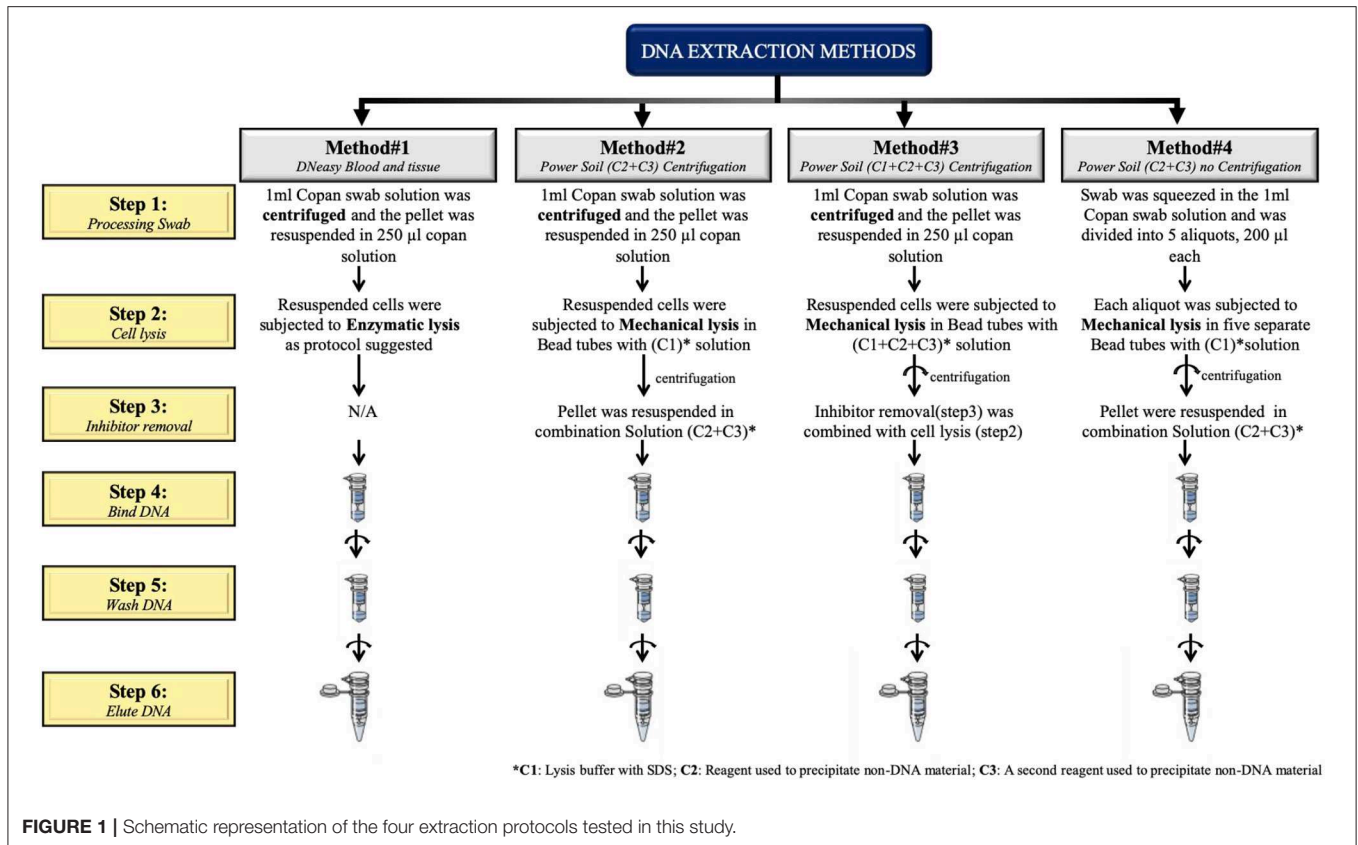 DNA EXTRACTION METHODS
Method#1
DNeasy Blood and tissue
Method#2
Power Soil (C2+C3) Centrifugation
Method#3
Power Soil (C1+C2+C3) Centrifugation
Method#4
Power Soil (C2+C3) no Centrifugation
Step 1:
Processing Swab
1ml Copan swab solution was
centrifuged and the pellet was
resuspended in 250 µl copan
solution
1ml Copan swab solution was
centrifuged and the pellet was
resuspended in 250 µl copan
solution
1ml Copan swab solution was
centrifuged and the pellet was
resuspended in 250 µl copan
solution
Swab was squeezed in the 1ml
Copan swab solution and was
divided into 5 aliquots, 200 µl
each
Step 2:
Cell lysis
Resuspended cells were
subjected to Enzymatic lysis
as protocol suggested
Resuspended cells were
subjected to Mechanical lysis in
Bead tubes with (C1)* solution
Resuspended cells were subjected to
Mechanical lysis in Bead tubes with
(C1+C2+C3)* solution
Each aliquot was subjected to
Mechanical lysis in five separate
Bead tubes with (C1)*solution
centrifugation
centrifugation
centrifugation
Step 3:
Inhibitor removal
N/A
Pellet was resuspended in
combination Solution (C2+C3)*
Inhibitor removal(step3) was
combined with cell lysis (step2)
Pellet were resuspended in
combination Solution (C2+C3)*
Step 4:
Bind DNA
Step 5:
Wash DNA
Step 6:
Elute DNA
*C1: Lysis buffer with SDS; C2: Reagent used to precipitate non-DNA material; C3: A second reagent used to precipitate non-DNA material
FIGURE 1 | Schematic representation of the four extraction protocols tested in this study.